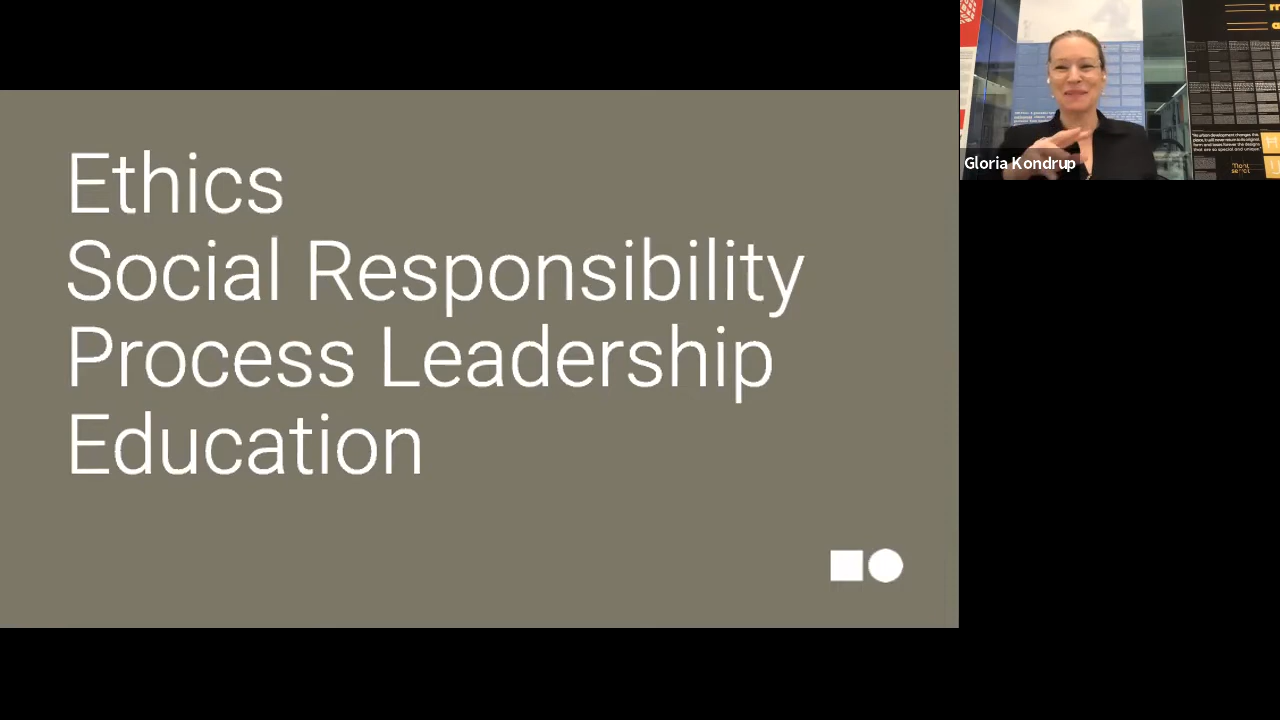 Ethics
Social Responsibility
Process Leadership
Education
Gloria Kondrup